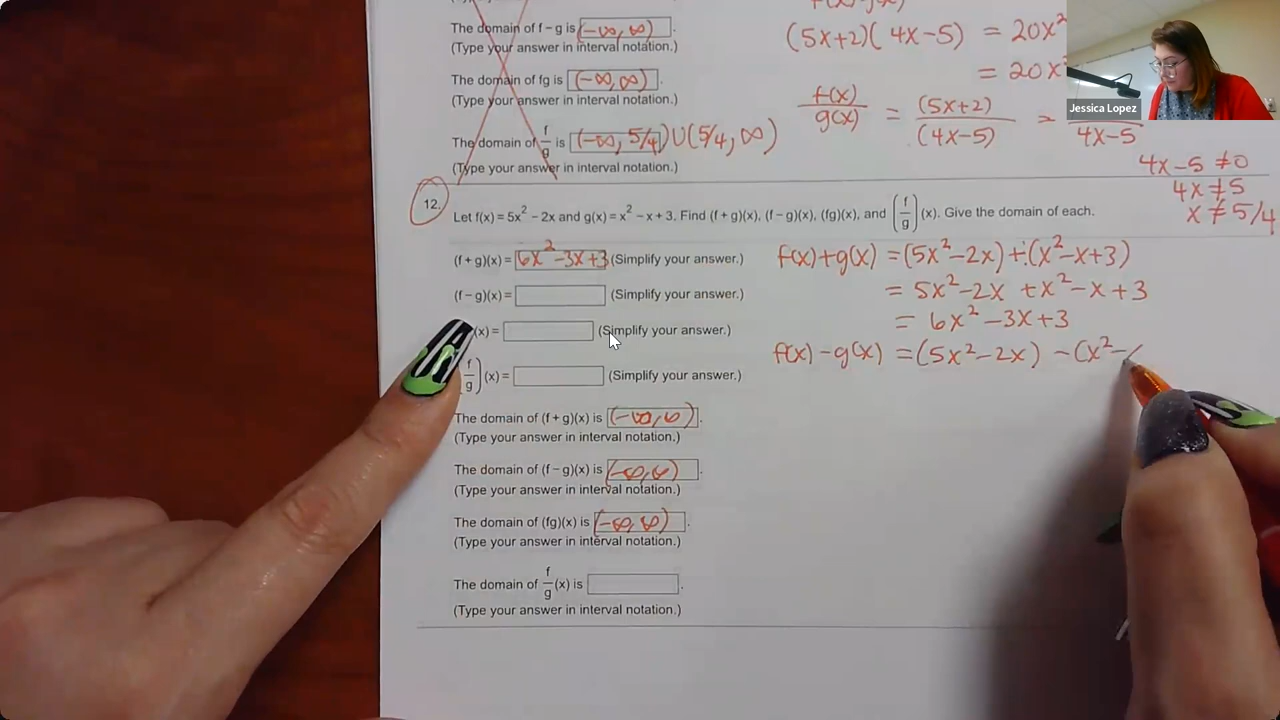 The domain of f – g is (-∞, ∞).
(Type your answer in interval notation.)
The domain of fg is (-∞, ∞).
(Type your answer in interval notation.)
The domain of f/g is (-∞, 5/4)∪(5/4, ∞)
(Type your answer in interval notation.)
(5x+2)(4x-5) = 20x²
= 20x
f(x)/g(x) = (5x+2)/(4x-5) =
4x-5
4x-5 ≠0
4x ≠5
x ≠ 5/4
Jessica Lopez
12.
Let f(x) = 5x² – 2x and g(x) = x² – x + 3. Find (f + g)(x), (f – g)(x), (fg)(x), and (f/g)(x). Give the domain of each.
(f + g)(x) = 6x²-3x+3 (Simplify your answer.)
(f – g)(x) = (Simplify your answer.)
(x) = (Simplify your answer.)
f/g](x) = (Simplify your answer.)
The domain of (f + g)(x) is (-∞, ∞).
(Type your answer in interval notation.)
The domain of (f – g)(x) is (-∞, ∞).
(Type your answer in interval notation.)
The domain of (fg)(x) is (-∞, ∞).
(Type your answer in interval notation.)
The domain of f/g(x) is .
(Type your answer in interval notation.)
f(x)+g(x) = (5x²-2x)+(x²-x+3)
= 5x²-2x +x²-x+3
= 6x²-3x+3
f(x)-g(x) = (5x²-2x) -(x²-